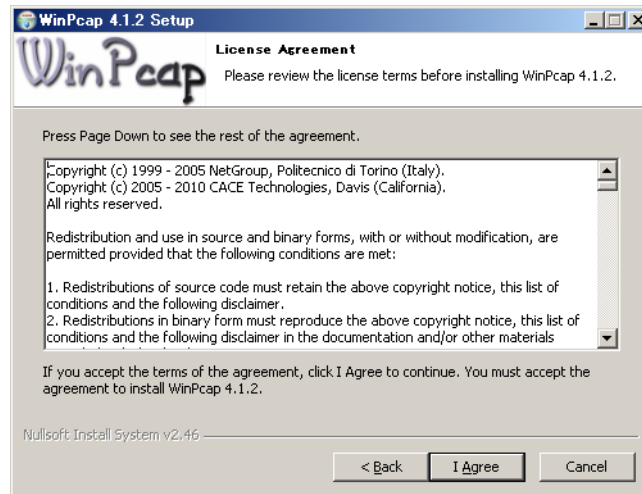 WinPcap 4.1.2 Setup
WinPcap
License Agreement
Please review the license terms before installing WinPcap 4.1.2.
Press Page Down to see the rest of the agreement.
Copyright (c) 1999 - 2005 NetGroup, Politecnico di Torino (Italy).
Copyright (c) 2005 - 2010 CACE Technologies, Davis (California).
All rights reserved.
Redistribution and use in source and binary forms, with or without modification, are
permitted provided that the following conditions are met:
1. Redistributions of source code must retain the above copyright notice, this list of
conditions and the following disclaimer.
2. Redistributions in binary form must reproduce the above copyright notice, this list of
conditions and the following disclaimer in the documentation and/or other materials
If you accept the terms of the agreement, click I Agree to continue. You must accept the
agreement to install WinPcap 4.1.2.
Nullsoft Install System v2.46
< Back
I Agree
Cancel